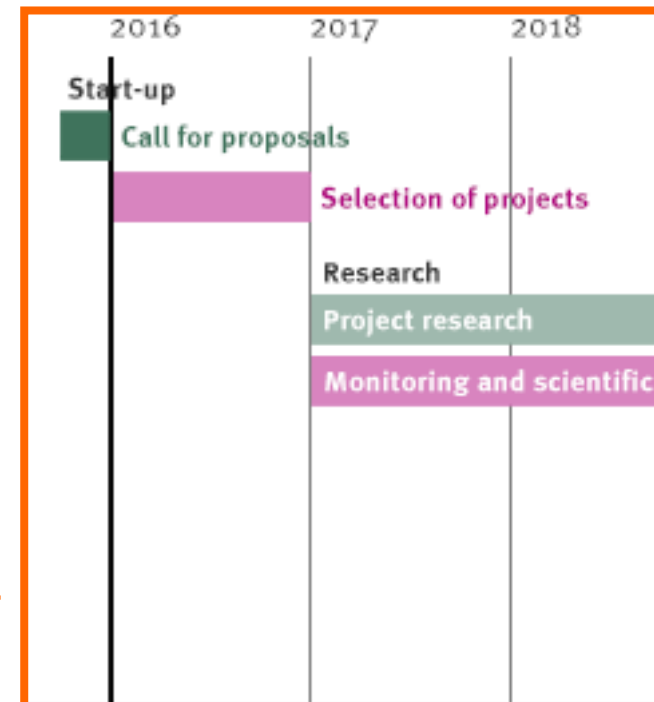 2016 2017 2018
Start-up
Call for proposals
Selection of projects
Research
Project research
Monitoring and scientific